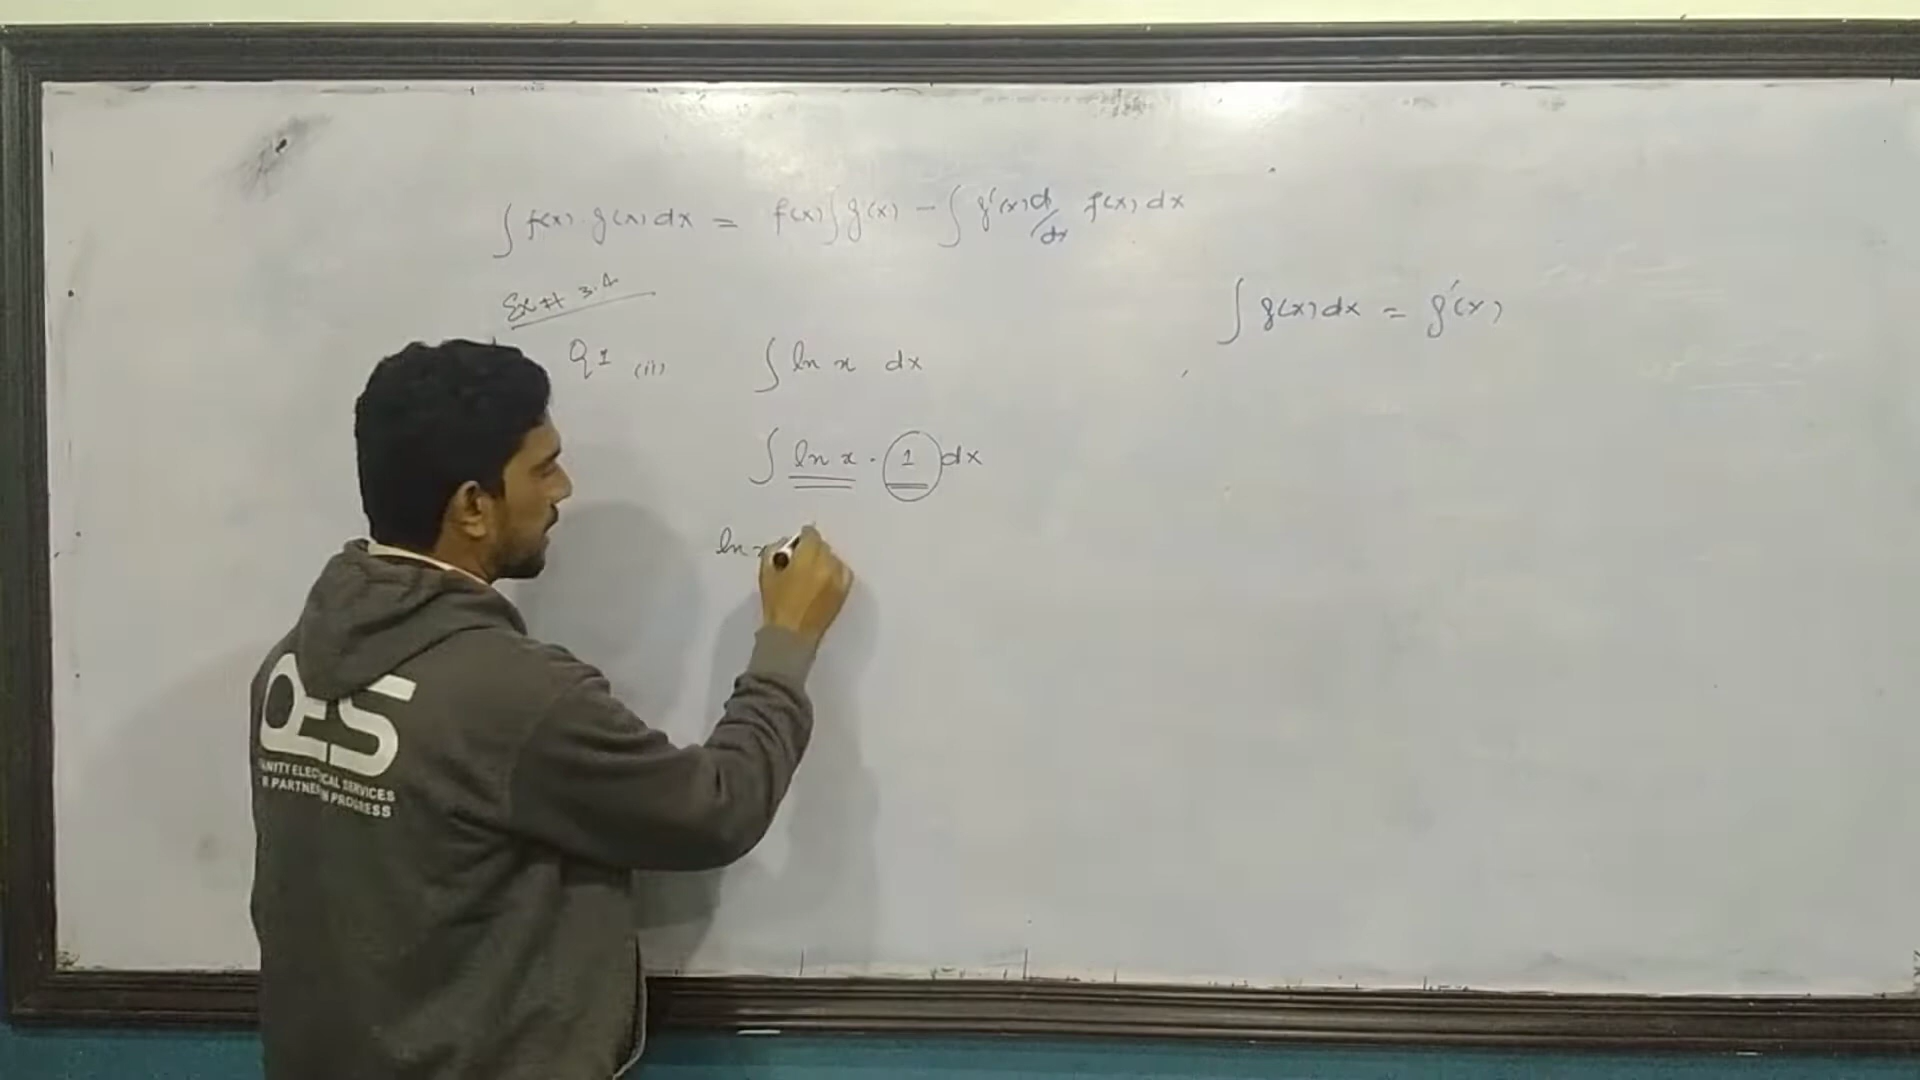 ∫ f(x) . g(x) dx = f(x) ∫ g(x) - ∫ g'(x) d/dx f(x) dx
Ex # 3.4
∫ g(x) dx = g'(x)
Q1 (ii) ∫ ln x dx
∫ ln x . 1 dx
ln x
QES
ANITY ELECTRICAL SERVICES
R PARTNER IN PROGRESS